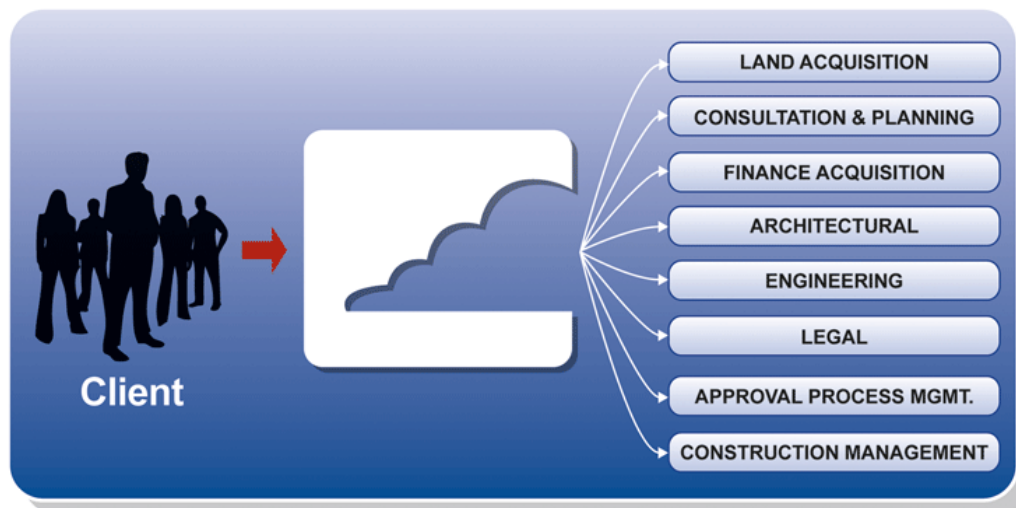 Client
LAND ACQUISITION
CONSULTATION & PLANNING
FINANCE ACQUISITION
ARCHITECTURAL
ENGINEERING
LEGAL
APPROVAL PROCESS MGMT.
CONSTRUCTION MANAGEMENT